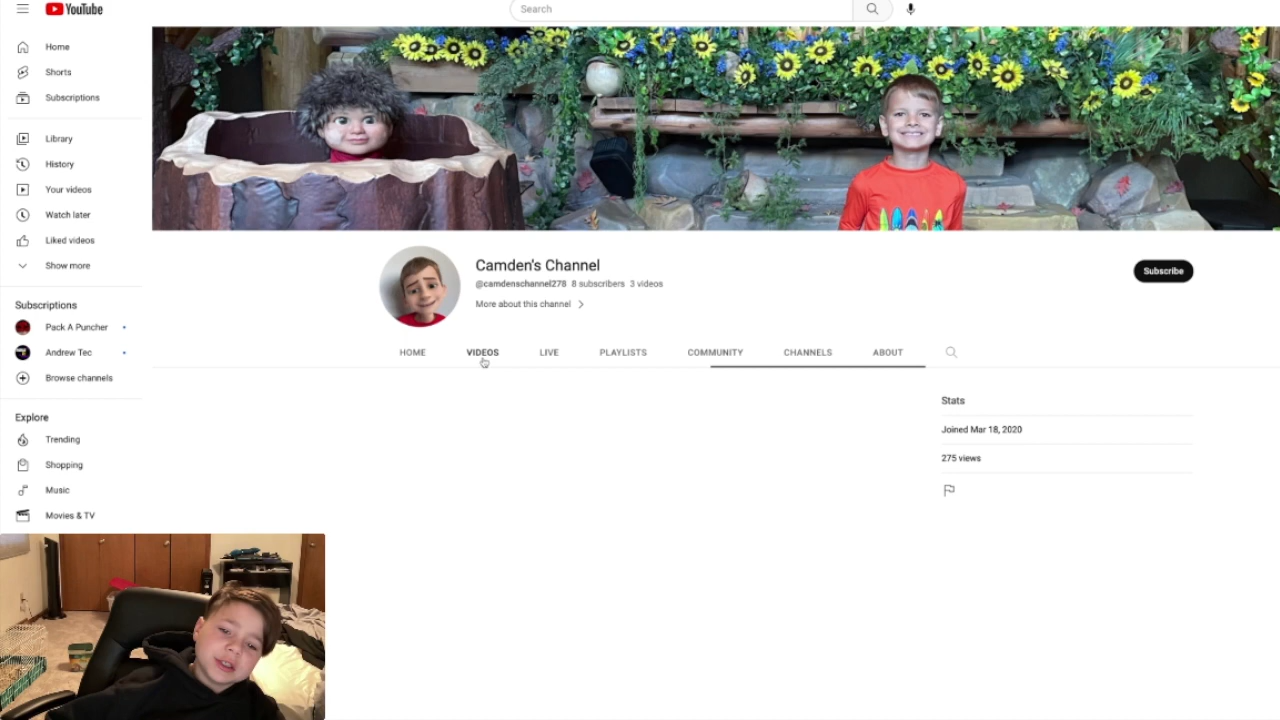 YouTube
Search
Home
Shorts
Subscriptions
Library
History
Your videos
Watch later
Liked videos
Show more
Subscriptions
Pack A Puncher
Andrew Tec
Browse channels
Explore
Trending
Shopping
Music
Movies & TV
Camden's Channel
@camdenschannel278 8 subscribers 3 videos
More about this channel
Subscribe
HOME VIDEOS LIVE PLAYLISTS COMMUNITY CHANNELS ABOUT
Stats
Joined Mar 18, 2020
275 views